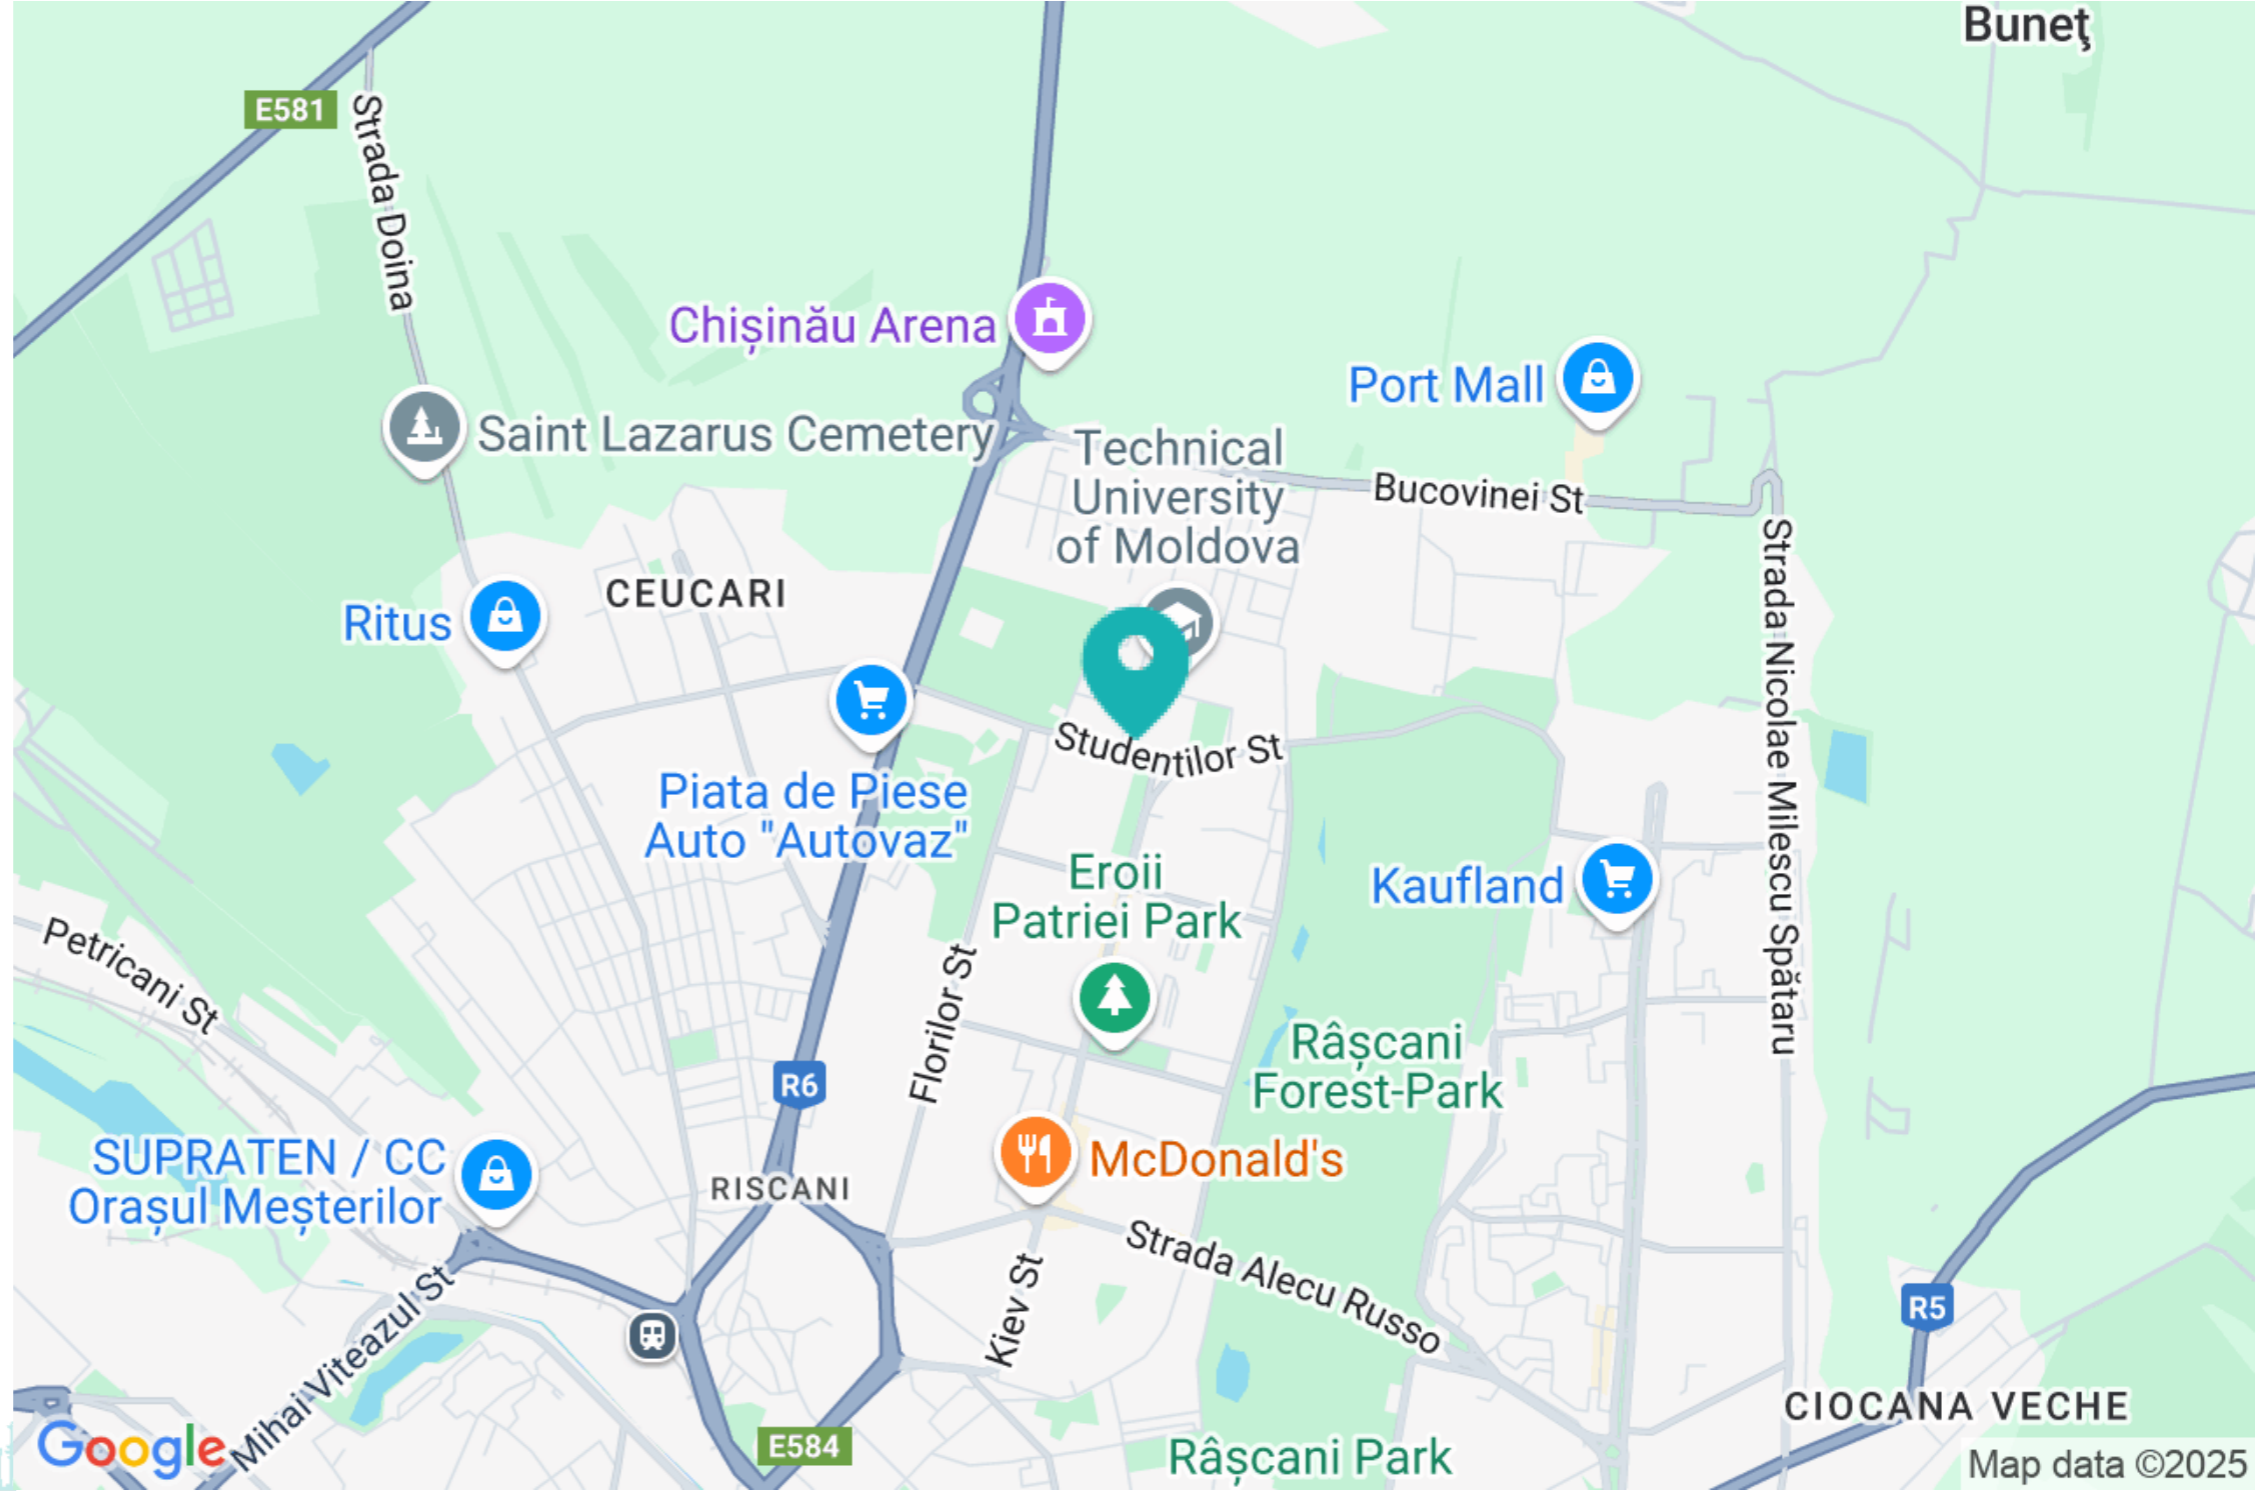 Buneț
E581
Strada Doina
Chișinău Arena
Port Mall
Saint Lazarus Cemetery
Technical
University
of Moldova
Bucovinei St
Strada Nicolae Milescu Spătaru
CEUCARI
Ritus
Studentilor St
Piata de Piese
Auto "Autovaz"
Eroii
Patriei Park
Kaufland
Petricani St
Florilor St
Râșcani
Forest-Park
R6
SUPRATEN / CC
Orașul Meșterilor
RISCANI
McDonald's
Strada Alecu Russo
Kiev St
Mihai Viteazul St
R5
CIOCANA VECHE
E584
Google
Râșcani Park
Map data ©2025